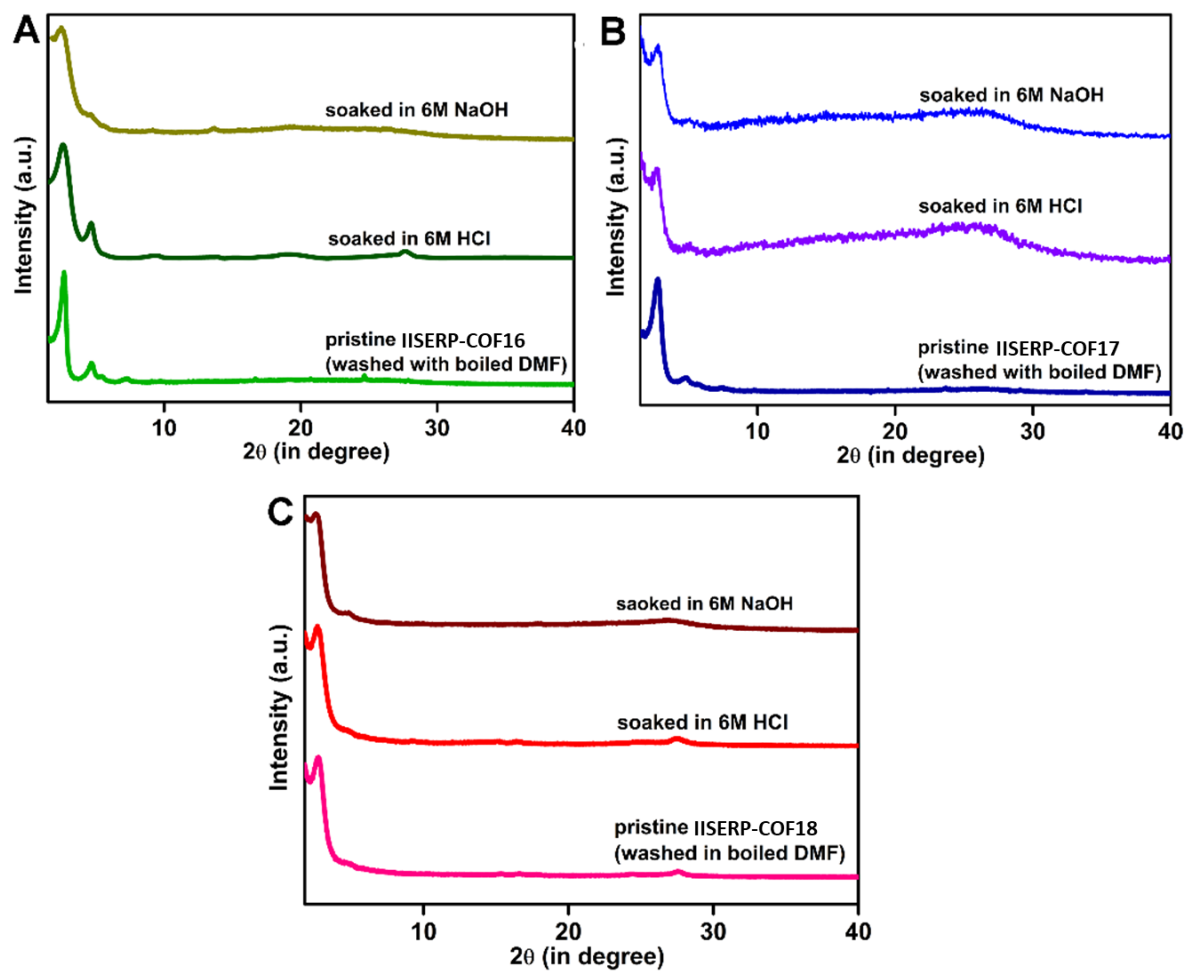 A
Intensity (a.u.)
soaked in 6M NaOH
soaked in 6M HCl
pristine IISERP-COF16
(washed with boiled DMF)
10 20 30 40
2θ (in degree)
B
Intensity (a.u.)
soaked in 6M NaOH
soaked in 6M HCl
pristine IISERP-COF17
(washed with boiled DMF)
10 20 30 40
2θ (in degree)
C
Intensity (a.u.)
saoked in 6M NaOH
soaked in 6M HCl
pristine IISERP-COF18
(washed in boiled DMF)
10 20 30 40
2θ (in degree)